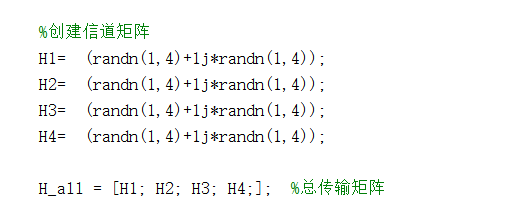 %创建信道矩阵
H1=  (randn(1,4)+1j*randn(1,4));
H2=  (randn(1,4)+1j*randn(1,4));
H3=  (randn(1,4)+1j*randn(1,4));
H4=  (randn(1,4)+1j*randn(1,4));
H_all = [H1; H2; H3; H4;];  %总传输矩阵